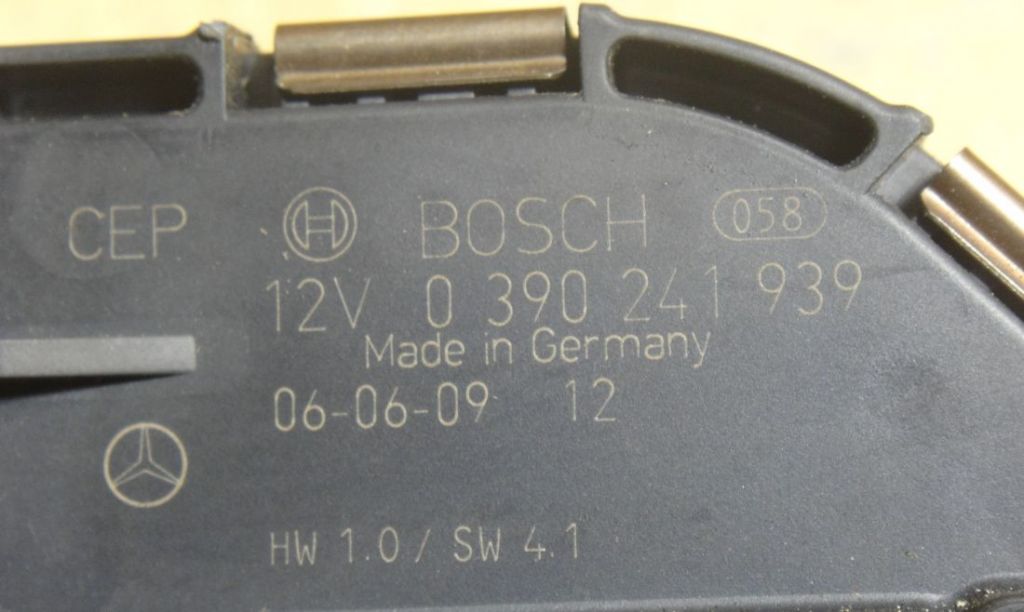 CEP BOSCH 058
12V 0 390 241 939
Made in Germany
06-06-09 12
HW 1.0 / SW 4.1